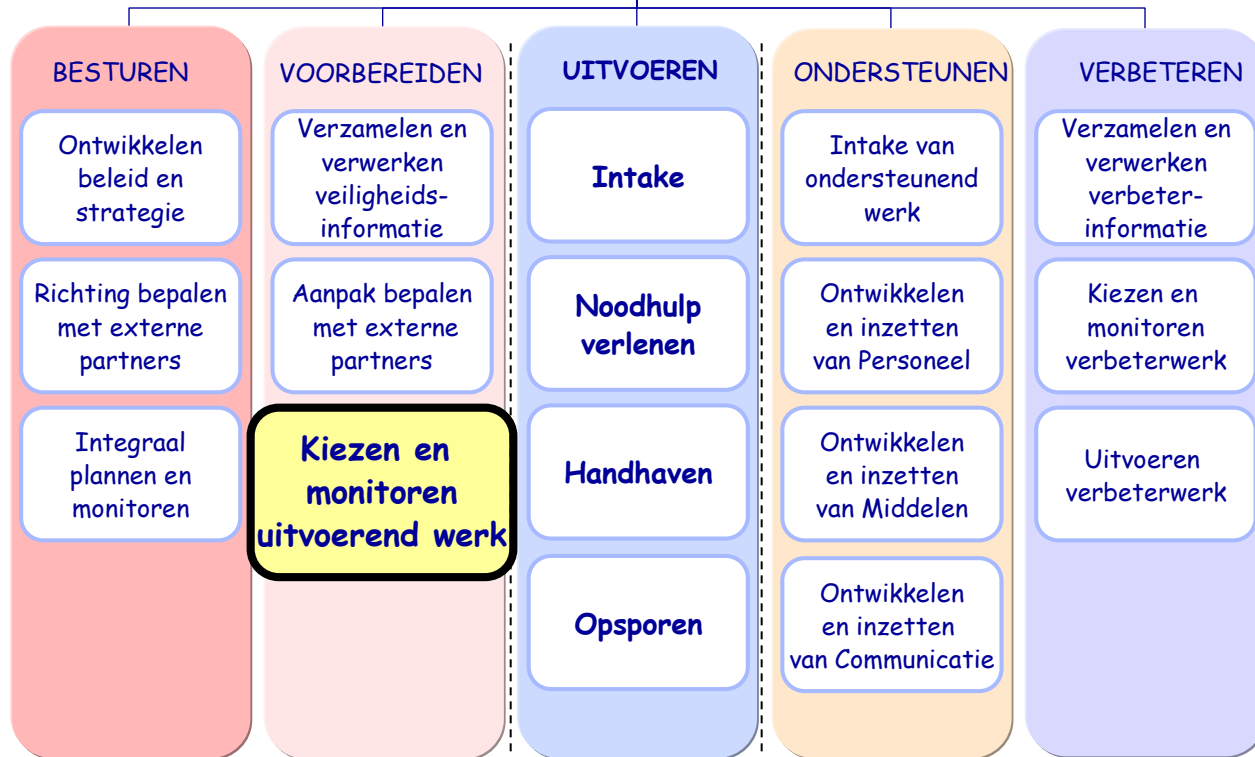 BESTUREN
Ontwikkelen
beleid en
strategie
Richting bepalen
met externe
partners
Integraal
plannen en
monitoren
VOORBEREIDEN
Verzamelen en
verwerken
veiligheids-
informatie
Aanpak bepalen
met externe
partners
Kiezen en
monitoren
uitvoerend werk
UITVOEREN
Intake
Noodhulp
verlenen
Handhaven
Opsporen
ONDERSTEUNEN
Intake van
ondersteunend
werk
Ontwikkelen
en inzetten
van Personeel
Ontwikkelen
en inzetten
van Middelen
Ontwikkelen
en inzetten
van Communicatie
VERBETEREN
Verzamelen en
verwerken
verbeter-
informatie
Kiezen en
monitoren
verbeterwerk
Uitvoeren
verbeterwerk